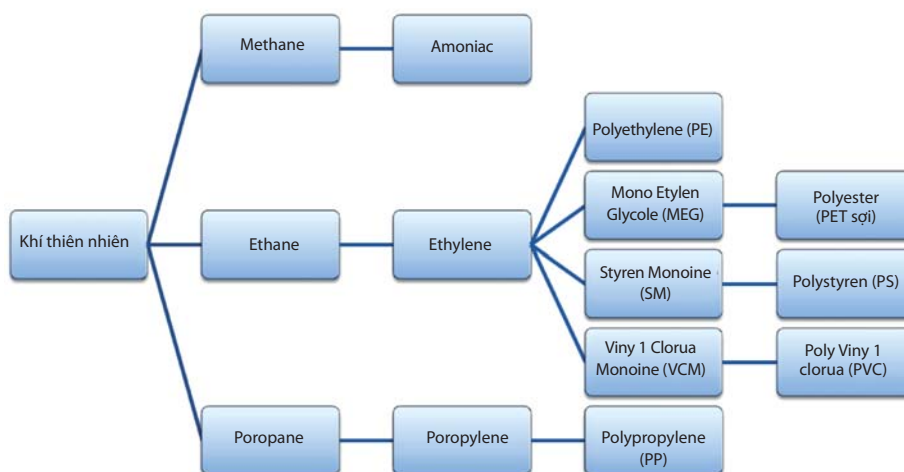 Methane
Amoniac
Polyethylene (PE)
Mono Etylen
Glycole (MEG)
Polyester
(PET sợi)
Khí thiên nhiên
Ethane
Ethylene
Styren Monoine
(SM)
Polystyren (PS)
Viny 1 Clorua
Monoine (VCM)
Poly Viny 1
clorua (PVC)
Poropane
Poropylene
Polypropylene
(PP)